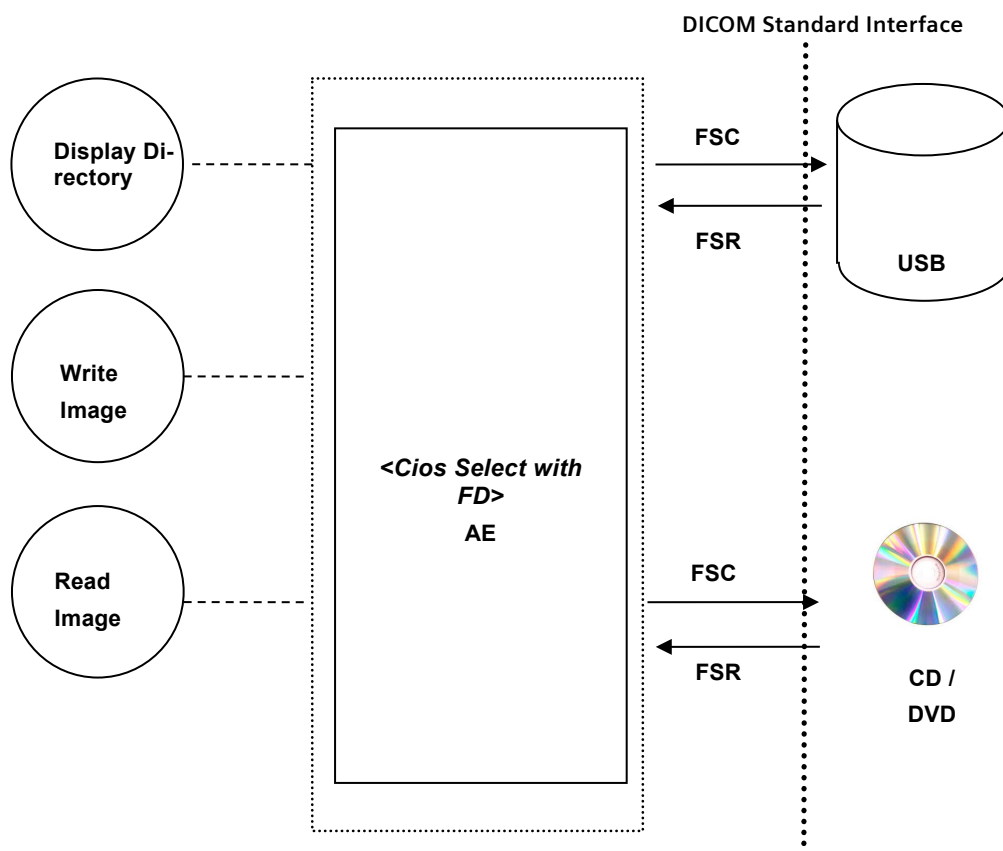 DICOM Standard Interface
Display Di-
rectory
Write
Image
Read
Image
<Cios Select with
FD>
AE
FSC
FSR
USB
FSC
FSR
CD /
DVD